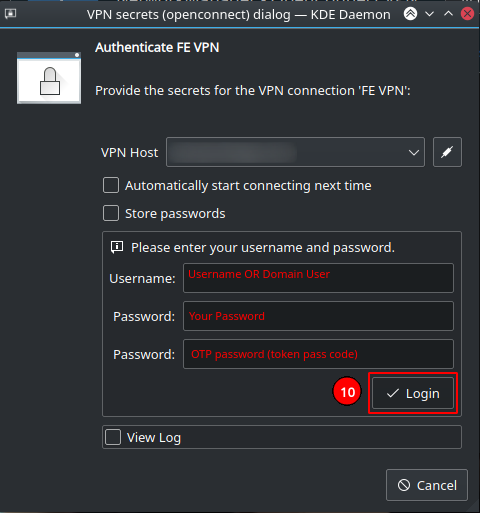 VPN secrets (openconnect) dialog — KDE Daemon
Authenticate FE VPN
Provide the secrets for the VPN connection 'FE VPN':
VPN Host
Automatically start connecting next time
Store passwords
Please enter your username and password.
Username: Username OR Domain User
Password: Your Password
Password: OTP password (token pass code)
10 Login
View Log
Cancel